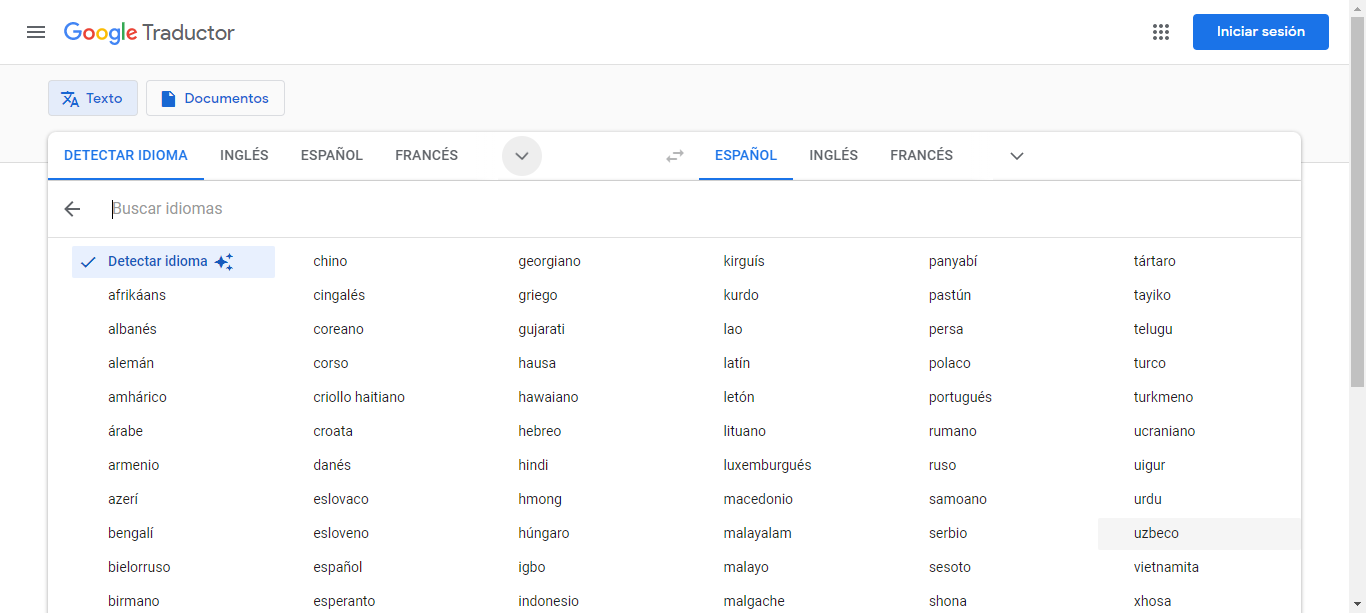 Google Traductor
Iniciar sesión
Texto
Documentos
DETECTAR IDIOMA INGLÉS ESPAÑOL FRANCÉS
ESPAÑOL INGLÉS FRANCÉS
Buscar idiomas
Detectar idioma
afrikáans
albanés
alemán
amhárico
árabe
armenio
azerí
bengalí
bielorruso
birmano
chino
cingalés
coreano
corso
criollo haitiano
croata
danés
eslovaco
esloveno
español
esperanto
georgiano
griego
gujarati
hausa
hawaiano
hebreo
hindi
hmong
húngaro
igbo
indonesio
kirguís
kurdo
lao
latín
letón
lituano
luxemburgués
macedonio
malayalam
malayo
malgache
panyabí
pastún
persa
polaco
portugués
rumano
ruso
samoano
serbio
sesoto
shona
tártaro
tayiko
telugu
turco
turkmeno
ucraniano
uigur
urdu
uzbeco
vietnamita
xhosa